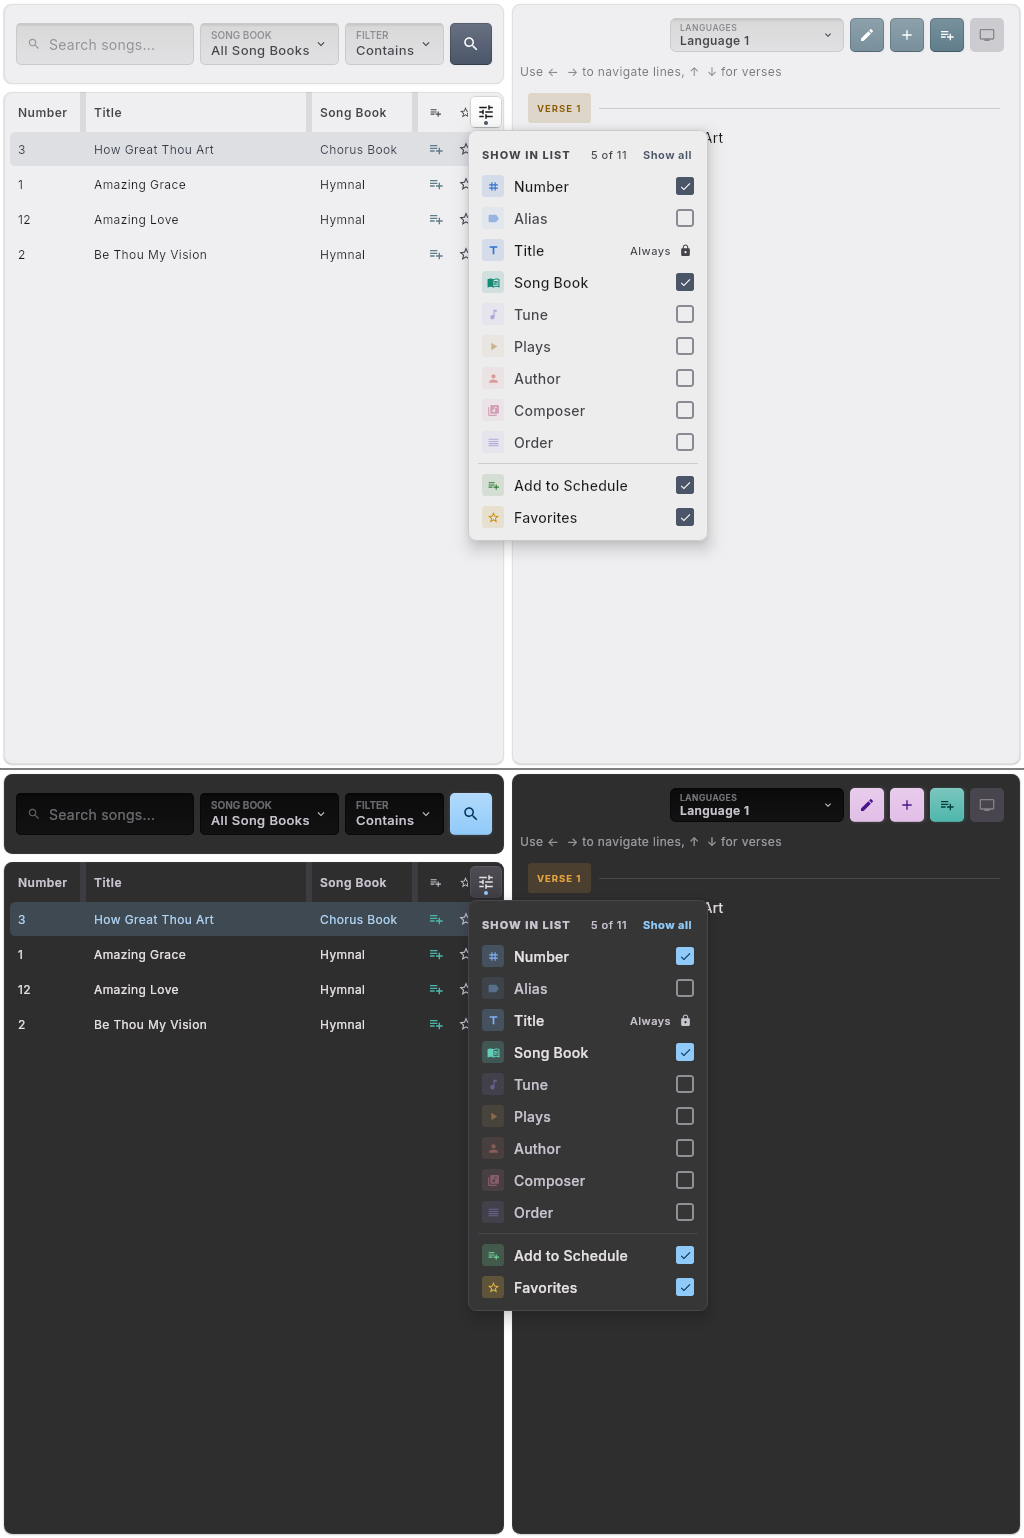 Search songs...
SONG BOOK
All Song Books
FILTER
Contains
LANGUAGES
Language 1
Use ← → to navigate lines, ↑ ↓ for verses
Number Title Song Book
3 How Great Thou Art Chorus Book
1 Amazing Grace Hymnal
12 Amazing Love Hymnal
2 Be Thou My Vision Hymnal
VERSE 1
Art
SHOW IN LIST 5 of 11 Show all
Number
Alias
Title Always
Song Book
Tune
Plays
Author
Composer
Order
Add to Schedule
Favorites
Search songs...
SONG BOOK
All Song Books
FILTER
Contains
LANGUAGES
Language 1
Use ← → to navigate lines, ↑ ↓ for verses
Number Title Song Book
3 How Great Thou Art Chorus Book
1 Amazing Grace Hymnal
12 Amazing Love Hymnal
2 Be Thou My Vision Hymnal
VERSE 1
Art
SHOW IN LIST 5 of 11 Show all
Number
Alias
Title Always
Song Book
Tune
Plays
Author
Composer
Order
Add to Schedule
Favorites